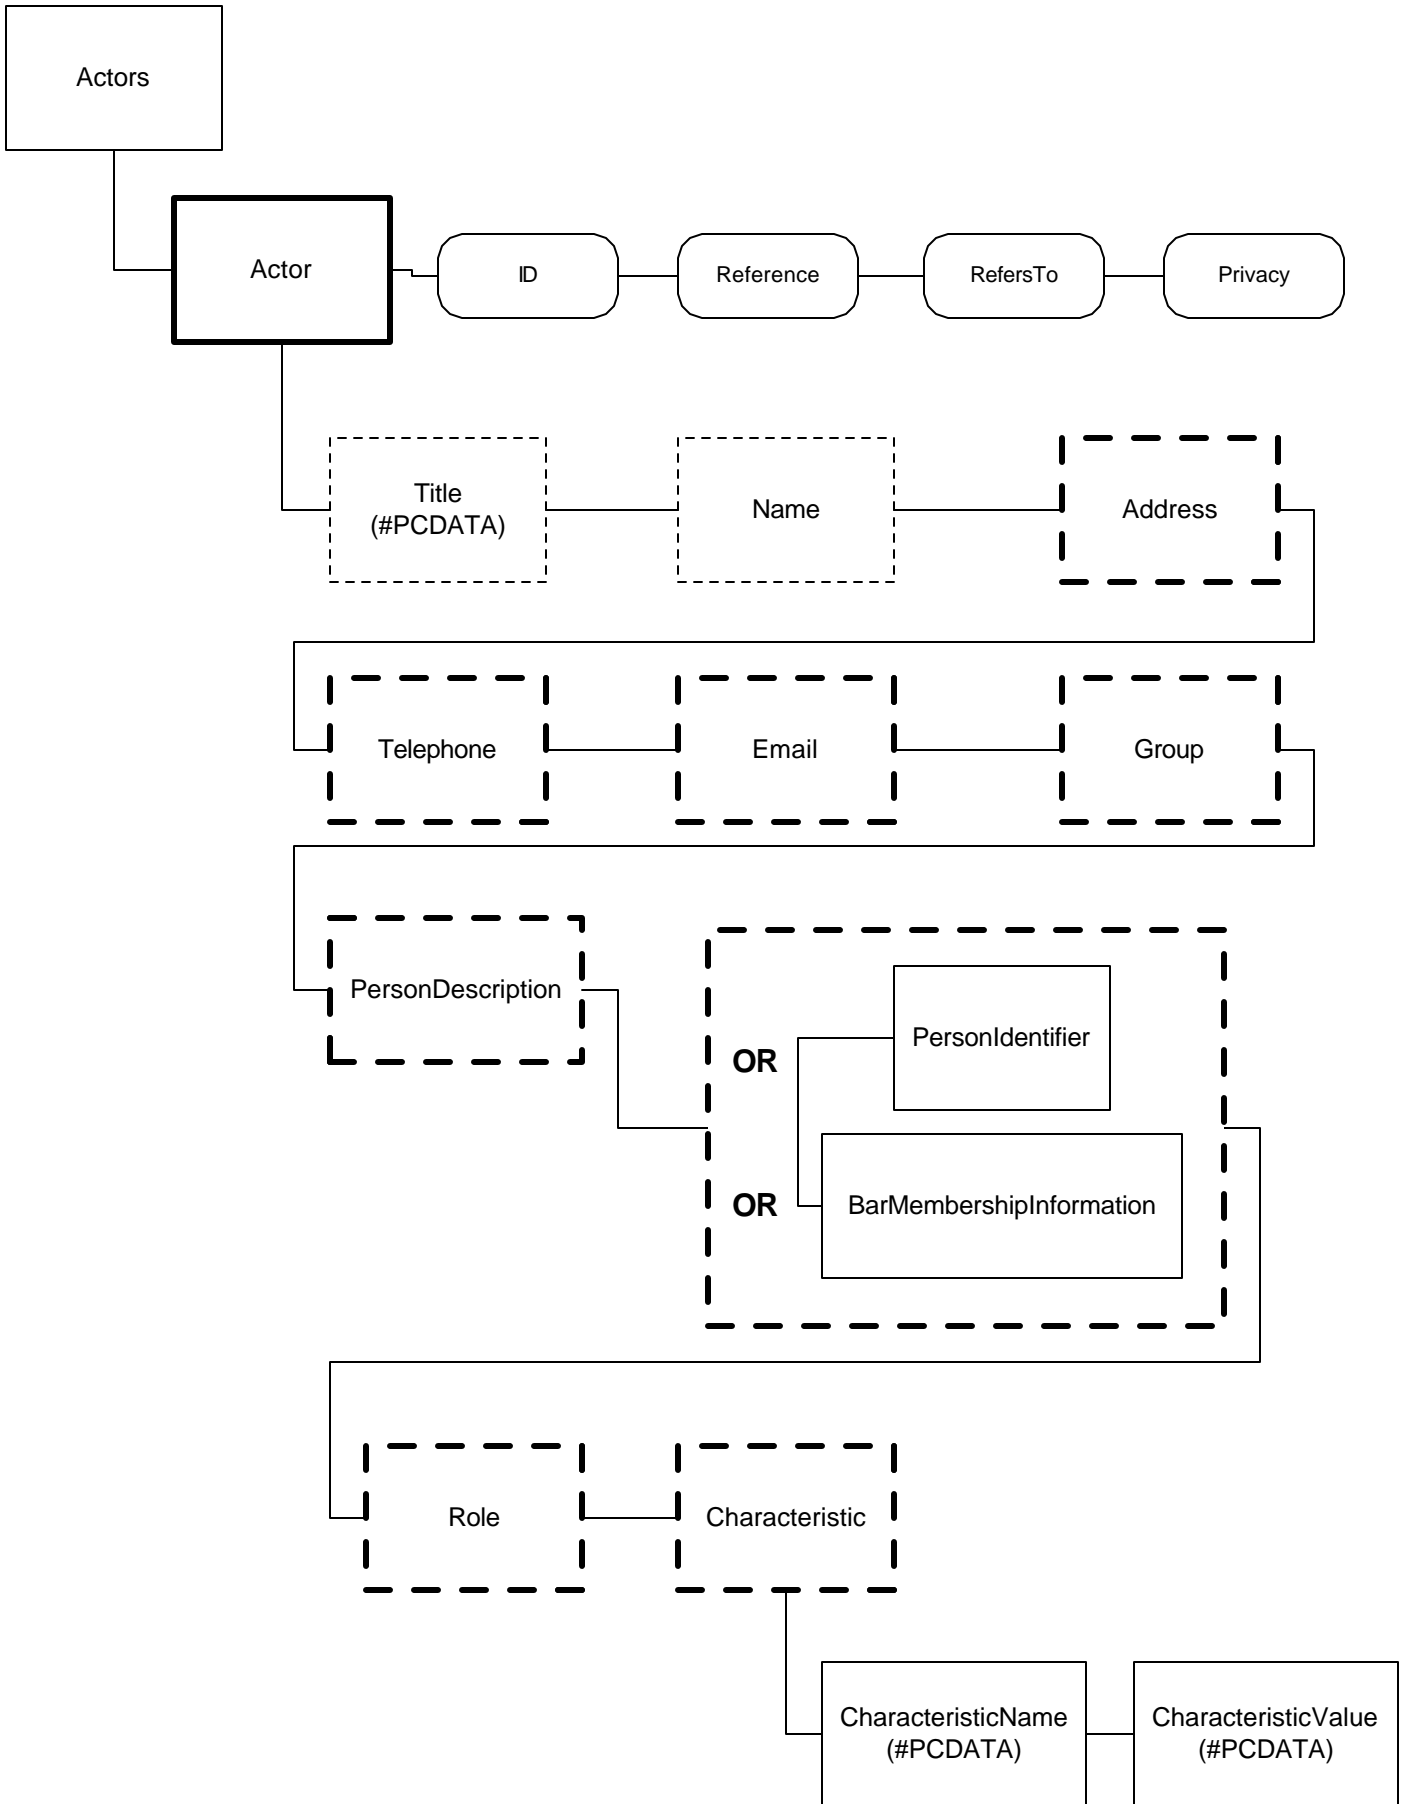 Actors
Actor
ID
Reference
RefersTo
Privacy
Title
(#PCDATA)
Name
Address
Telephone
Email
Group
PersonDescription
OR
PersonIdentifier
OR
BarMembershipInformation
Role
Characteristic
CharacteristicName
(#PCDATA)
CharacteristicValue
(#PCDATA)